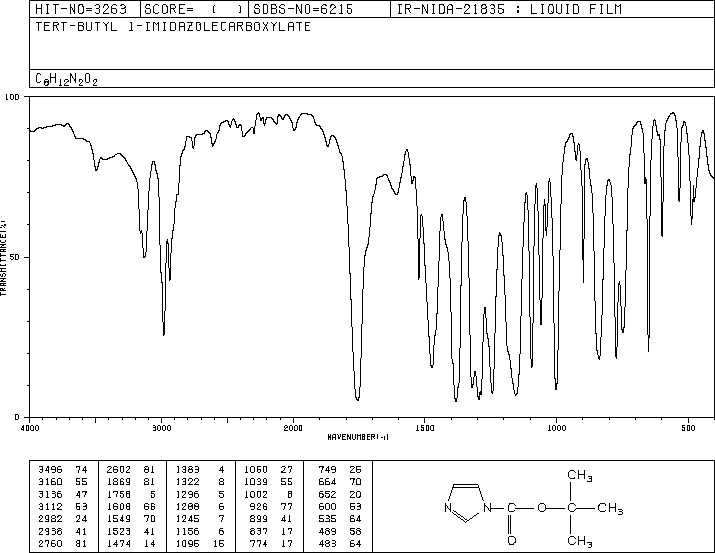 HIT-NO=3263 SCORE= ( ) SDBS-NO=6215 IR-NIDA-21835 : LIQUID FILM
TERT-BUTYL 1-IMIDAZOLECARBOXYLATE
C8H12N2O2
100
50
0
TRANSMITTANCE(%)
4000 3000 2000 1500 1000 500
WAVENUMBER(-1)
3496 74 2602 81 1383 4 1060 27 749 25
3160 55 1869 81 1322 8 1039 55 664 70
3136 47 1758 5 1296 5 1002 8 652 20
3112 53 1608 66 1288 6 926 77 600 53
2982 24 1549 70 1245 7 899 41 535 64
2938 41 1523 41 1156 6 837 17 489 58
2760 81 1474 14 1095 15 774 17 483 64
CH3
N N C O C CH3
O CH3